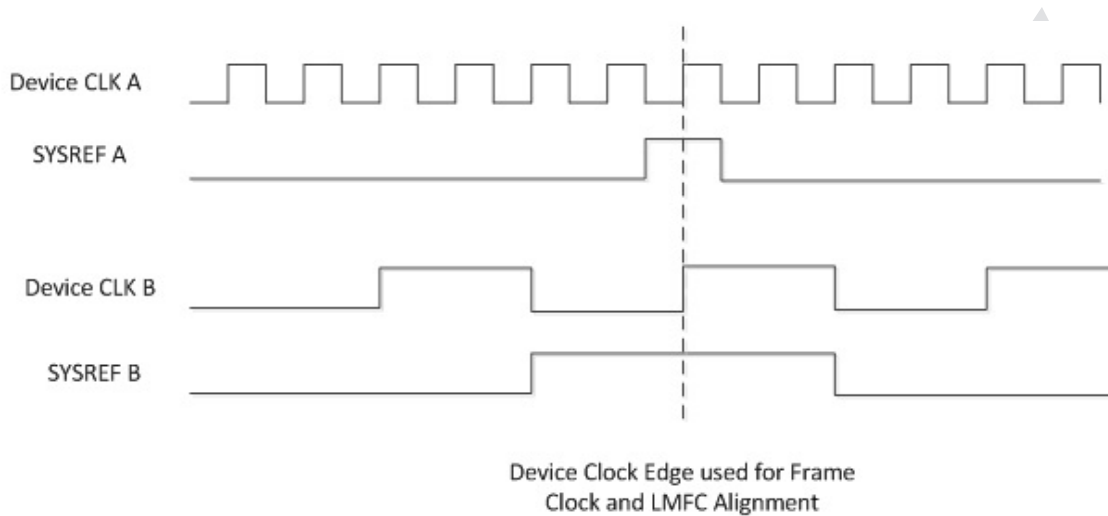 Device CLK A
SYSREF A
Device CLK B
SYSREF B
Device Clock Edge used for Frame
Clock and LMFC Alignment